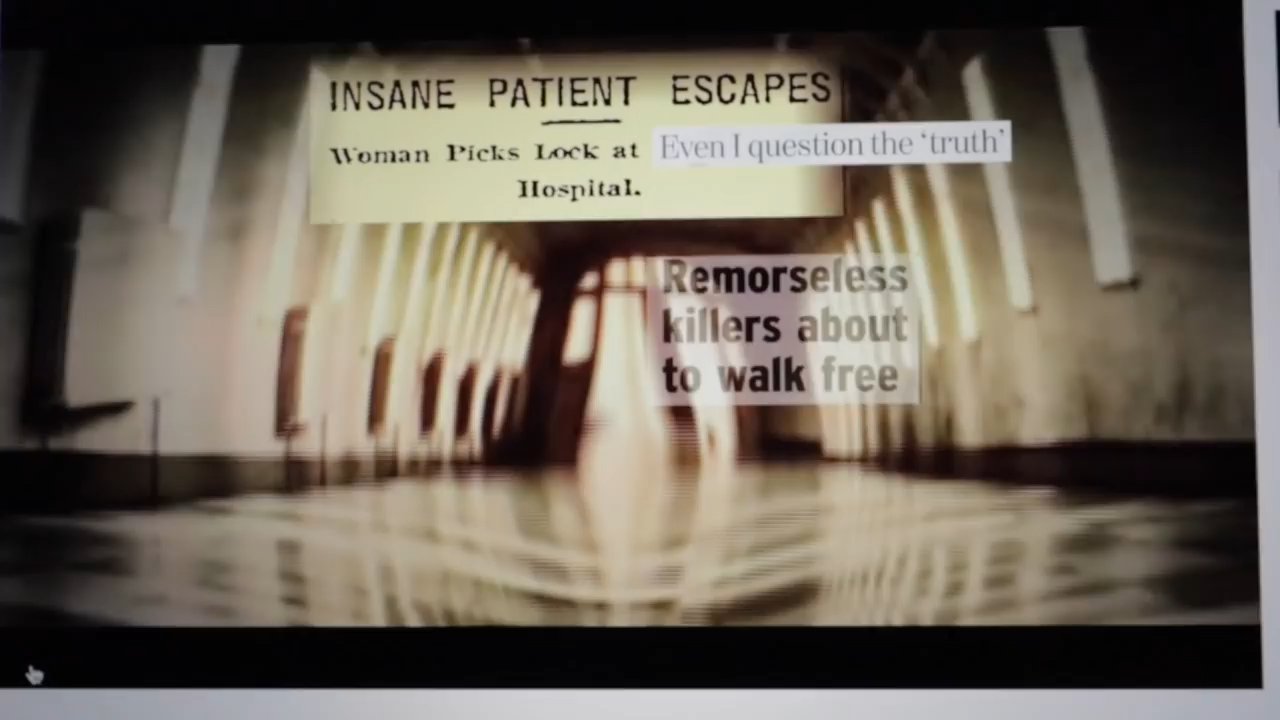 INSANE PATIENT ESCAPES
Woman Picks Lock at
Hospital.
Even I question the ‘truth’
Remorseless
killers about
to walk free